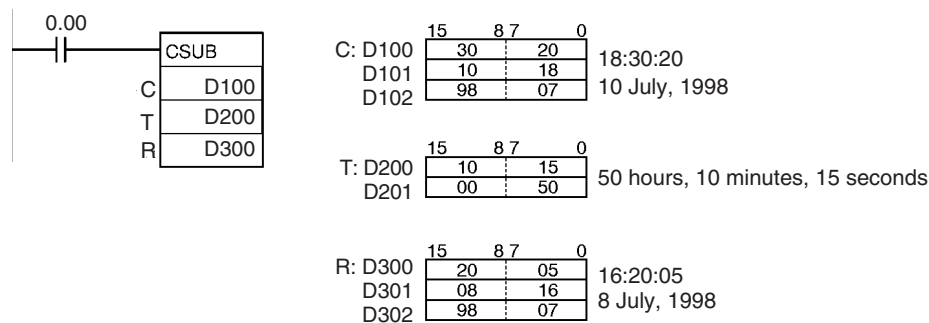 0.00
CSUB
C D100
T D200
R D300
15 8 7 0
C: D100 30 20 18:30:20
D101 10 18
D102 98 07 10 July, 1998
15 8 7 0
T: D200 10 15
D201 00 50 50 hours, 10 minutes, 15 seconds
15 8 7 0
R: D300 20 05 16:20:05
D301 08 16
D302 98 07 8 July, 1998